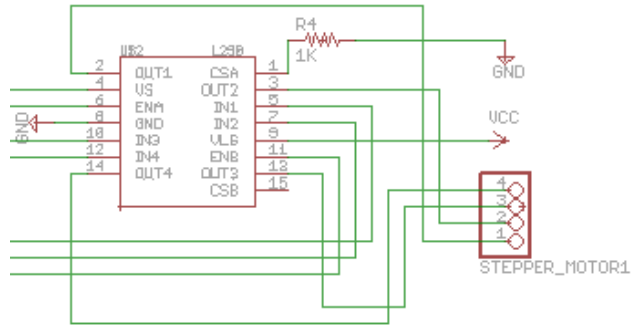 R4
1K
GND
U$2 L298
2 OUT1 CSA 1
4 VS OUT2 3
6 ENA IN1 5
8 GND IN2 7
10 IN3 VLG 9
12 IN4 ENB 11
14 OUT4 OUT3 13
CSB 15
GND
VCC
4
3
2
1
STEPPER_MOTOR1